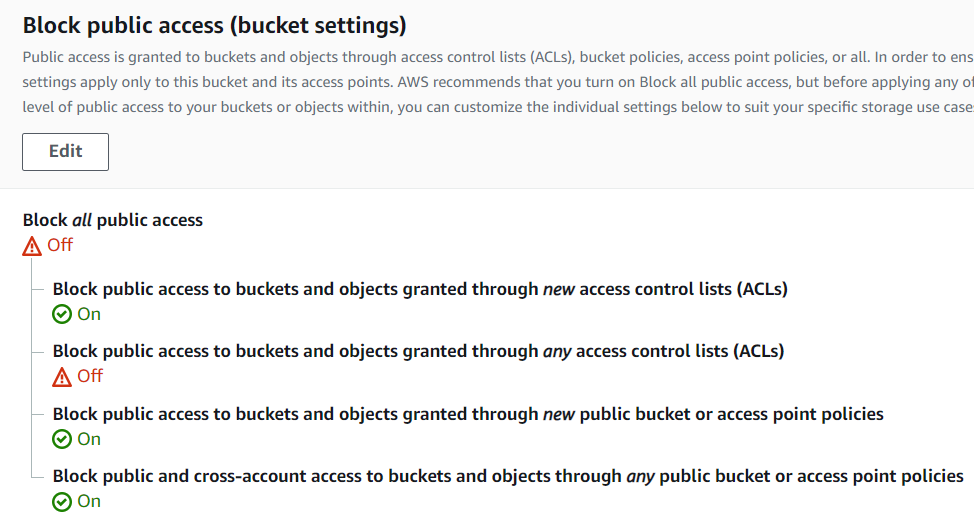 Block public access (bucket settings)
Public access is granted to buckets and objects through access control lists (ACLs), bucket policies, access point policies, or all. In order to ens
settings apply only to this bucket and its access points. AWS recommends that you turn on Block all public access, but before applying any of
level of public access to your buckets or objects within, you can customize the individual settings below to suit your specific storage use cases
Edit
Block all public access
Off
Block public access to buckets and objects granted through new access control lists (ACLs)
On
Block public access to buckets and objects granted through any access control lists (ACLs)
Off
Block public access to buckets and objects granted through new public bucket or access point policies
On
Block public and cross-account access to buckets and objects through any public bucket or access point policies
On